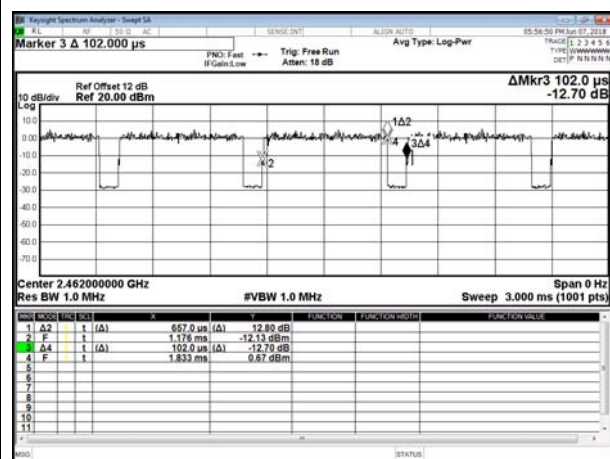 Keysight Spectrum Analyzer - Swept SA
RL RF 50 Ω AC SENSE:INT ALIGN AUTO 05:56:50 PM Jun 07, 2018
Marker 3 Δ 102.000 µs
PNO: Fast
IFGain:Low
Trig: Free Run
Atten: 18 dB
Avg Type: Log-Pwr
TRACE 1 2 3 4 5 6
TYPE WWWWWW
DET P N N N N N
Ref Offset 12 dB
10 dB/div Ref 20.00 dBm
ΔMkr3 102.0 µs
-12.70 dB
Log
10.0
0.00
-10.0
-20.0
-30.0
-40.0
-50.0
-60.0
-70.0
1Δ2
4
3Δ4
2
Center 2.462000000 GHz Span 0 Hz
Res BW 1.0 MHz #VBW 1.0 MHz Sweep 3.000 ms (1001 pts)
MKR MODE TRC SCL X Y FUNCTION FUNCTION WIDTH FUNCTION VALUE
1 Δ2 1 t (Δ) 657.0 µs (Δ) 12.80 dB
2 F 1 t 1.176 ms -12.13 dBm
3 Δ4 1 t (Δ) 102.0 µs (Δ) -12.70 dB
4 F 1 t 1.833 ms 0.67 dBm
5
6
7
8
9
10
11
MSG STATUS